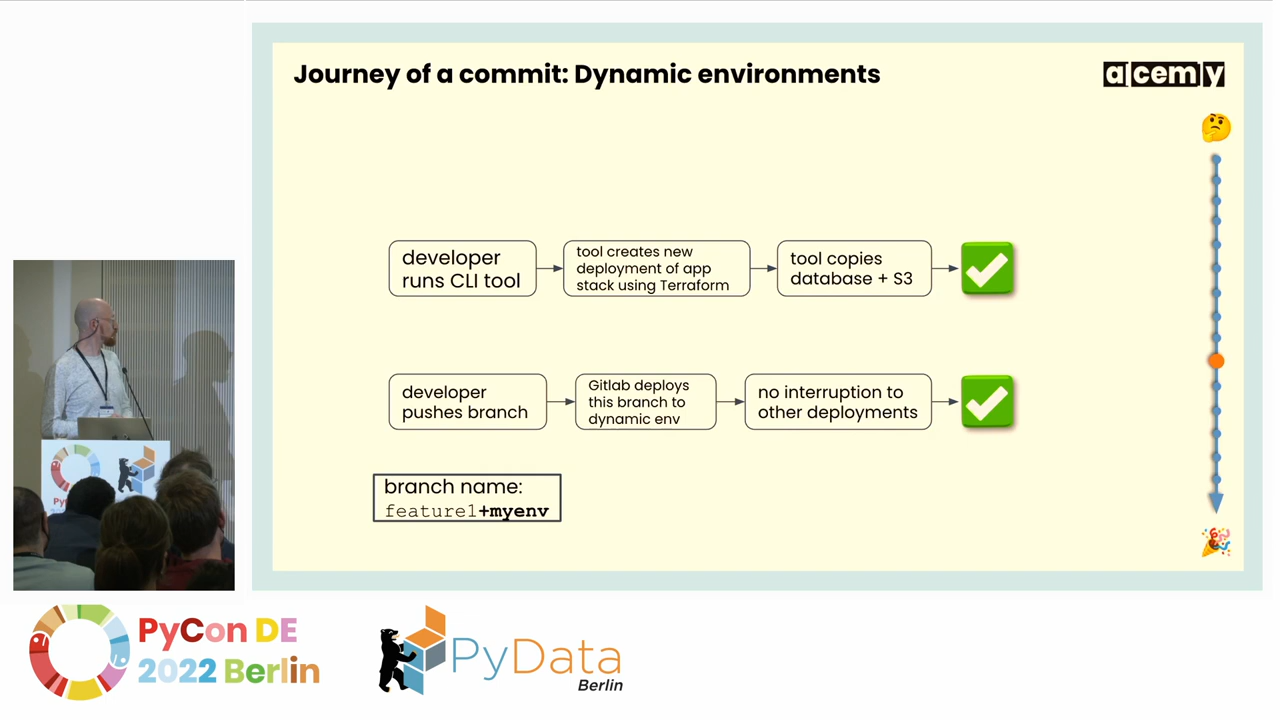 Journey of a commit: Dynamic environments
a|cem|y
developer
runs CLI tool
tool creates new
deployment of app
stack using Terraform
tool copies
database + S3
developer
pushes branch
Gitlab deploys
this branch to
dynamic env
no interruption to
other deployments
branch name:
feature1+myenv
PyCon DE
2022 Berlin
PyData
Berlin